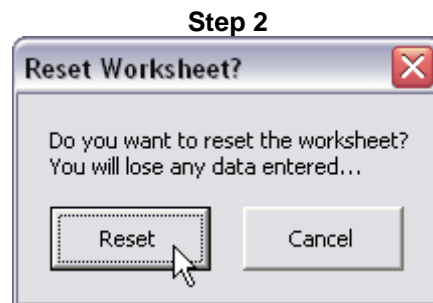 Step 2
Reset Worksheet?
Do you want to reset the worksheet?
You will lose any data entered...
Reset
Cancel